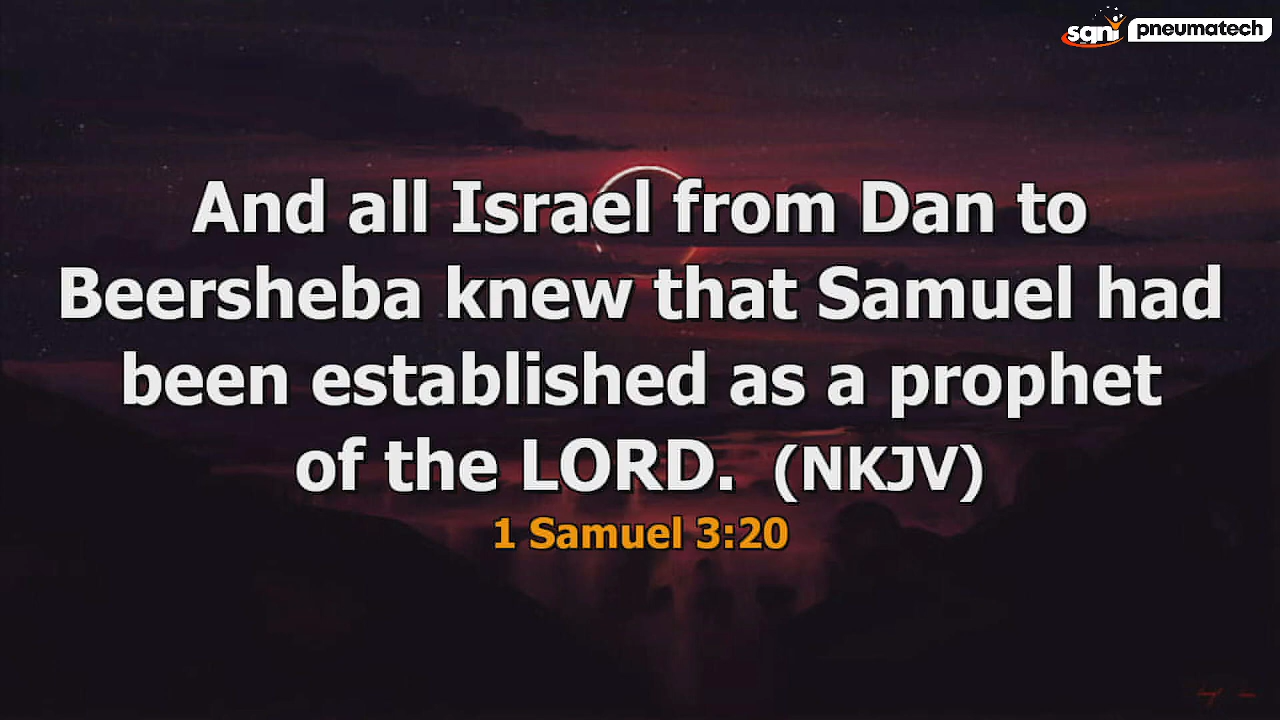 sqni pneumatech
And all Israel from Dan to
Beersheba knew that Samuel had
been established as a prophet
of the LORD. (NKJV)
1 Samuel 3:20